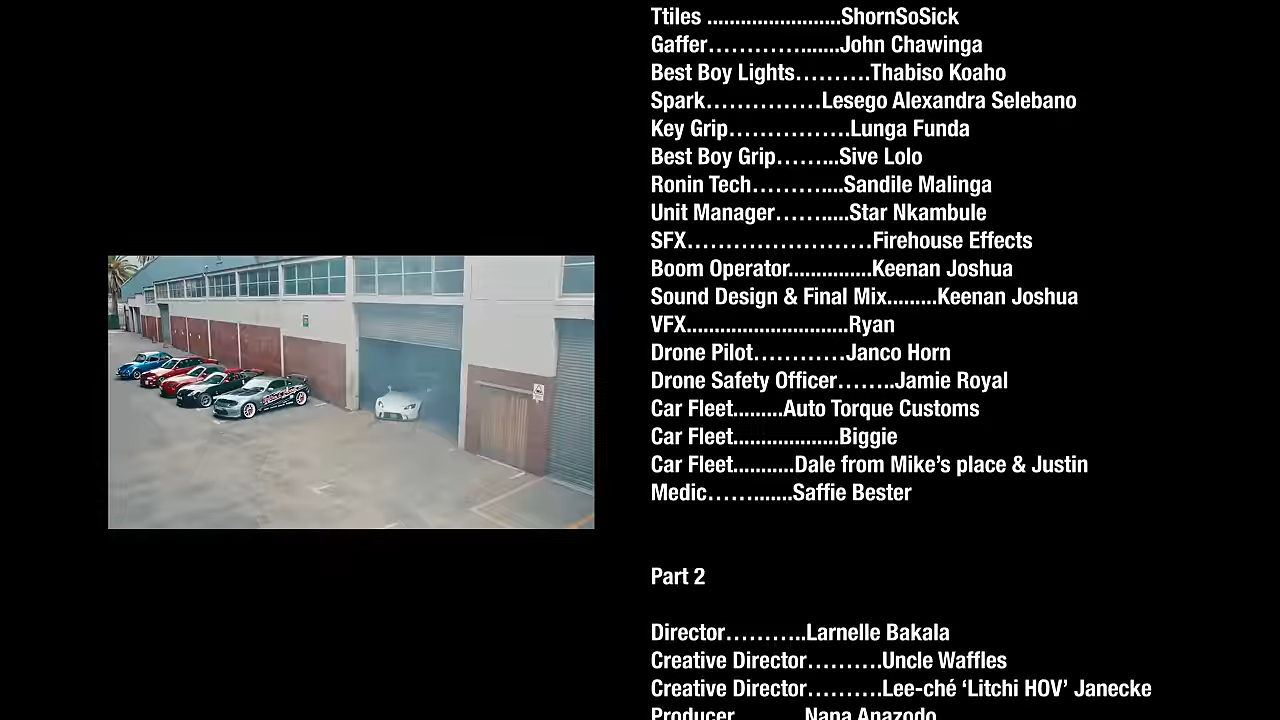 Ttiles .......................ShornSoSick
Gaffer………….......John Chawinga
Best Boy Lights……….Thabiso Koaho
Spark……………Lesego Alexandra Selebano
Key Grip…………….Lunga Funda
Best Boy Grip……...Sive Lolo
Ronin Tech………....Sandile Malinga
Unit Manager…….....Star Nkambule
SFX……………………Firehouse Effects
Boom Operator..............Keenan Joshua
Sound Design & Final Mix.........Keenan Joshua
VFX............................Ryan
Drone Pilot…………Janco Horn
Drone Safety Officer……..Jamie Royal
Car Fleet.........Auto Torque Customs
Car Fleet...................Biggie
Car Fleet...........Dale from Mike’s place & Justin
Medic…….......Saffie Bester
Part 2
Director………..Larnelle Bakala
Creative Director……….Uncle Waffles
Creative Director……….Lee-ché ‘Litchi HOV’ Janecke
Producer.............Nana Anazodo